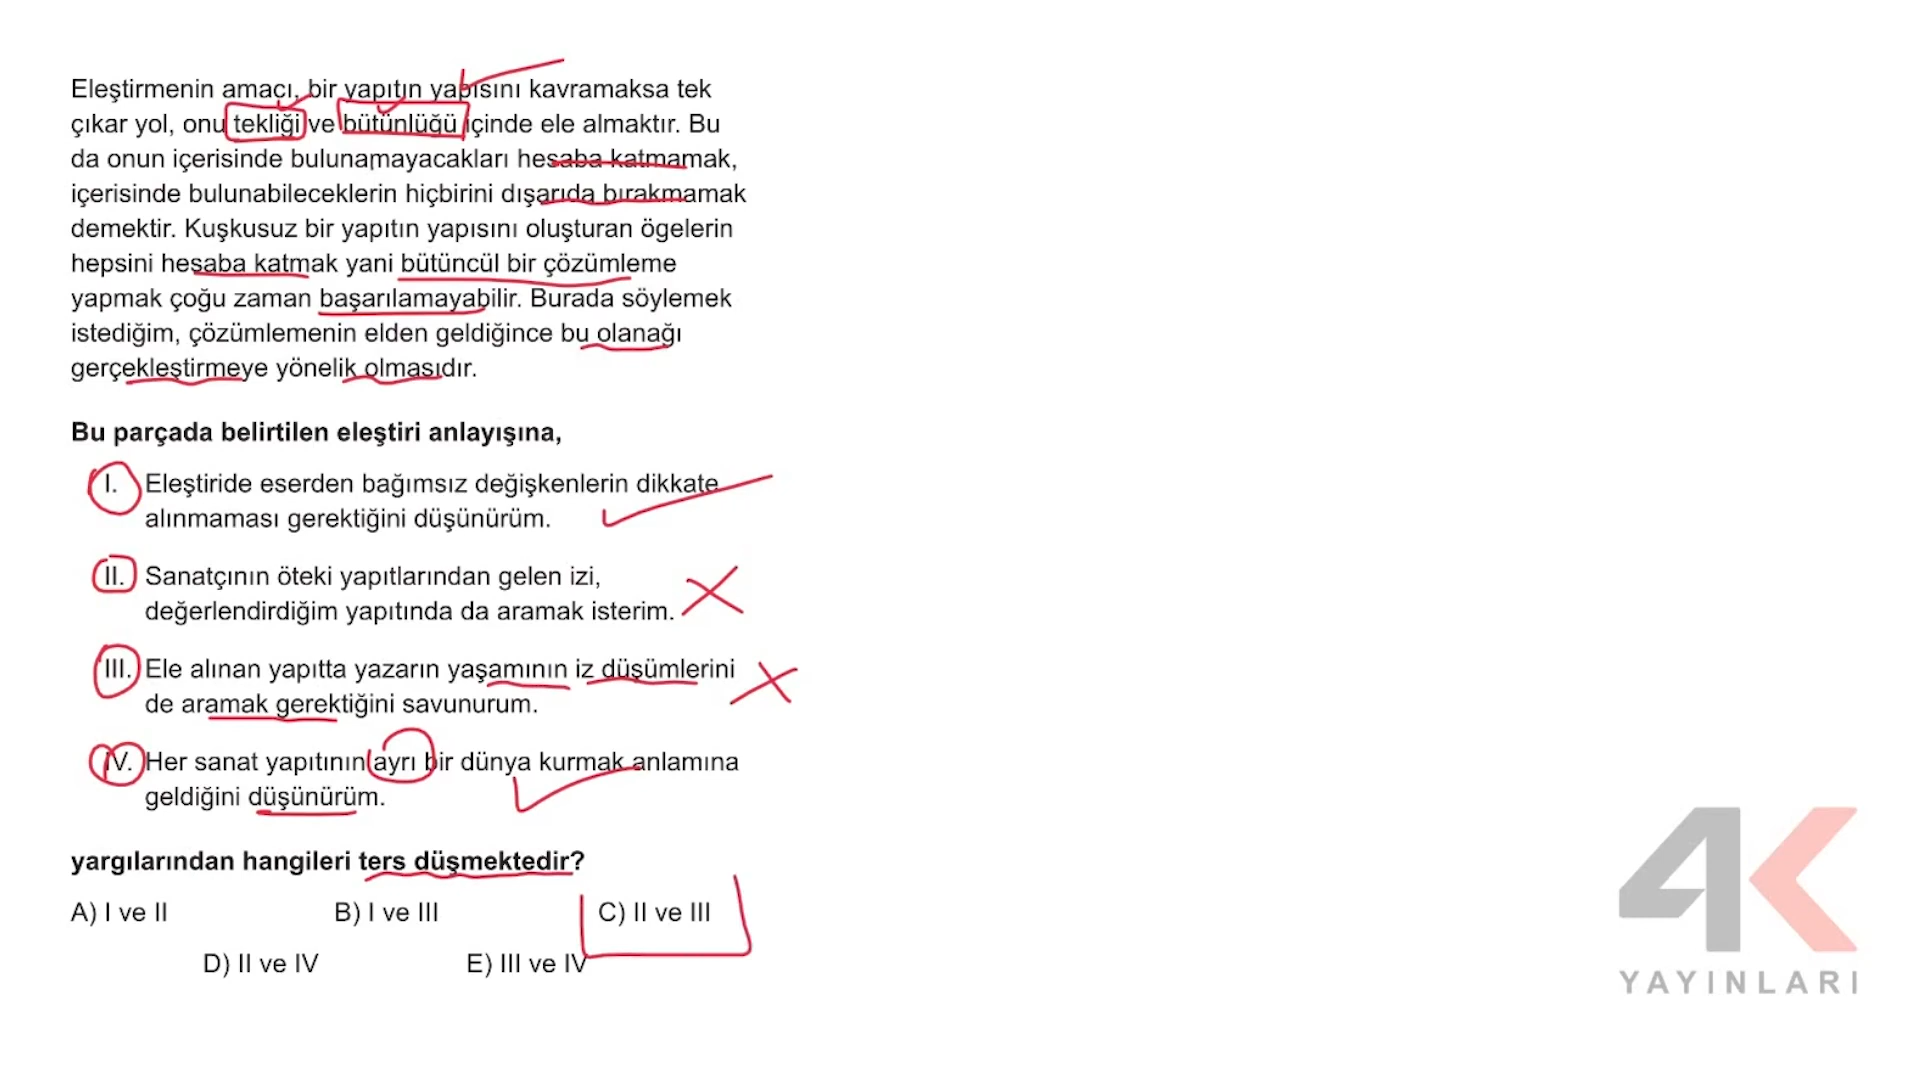 Eleştirmenin amacı, bir yapıtın yapısını kavramaksa tek
çıkar yol, onu tekliği ve bütünlüğü içinde ele almaktır. Bu
da onun içerisinde bulunamayacakları hesaba katmamak,
içerisinde bulunabileceklerin hiçbirini dışarıda bırakmamak
demektir. Kuşkusuz bir yapıtın yapısını oluşturan ögelerin
hepsini hesaba katmak yani bütüncül bir çözümleme
yapmak çoğu zaman başarılamayabilir. Burada söylemek
istediğim, çözümlemenin elden geldiğince bu olanağı
gerçekleştirmeye yönelik olmasıdır.
Bu parçada belirtilen eleştiri anlayışına,
I. Eleştiride eserden bağımsız değişkenlerin dikkate
alınmaması gerektiğini düşünürüm.
II. Sanatçının öteki yapıtlarından gelen izi,
değerlendirdiğim yapıtında da aramak isterim.
III. Ele alınan yapıtta yazarın yaşamının iz düşümlerini
de aramak gerektiğini savunurum.
IV. Her sanat yapıtının ayrı bir dünya kurmak anlamına
geldiğini düşünürüm.
yargılarından hangileri ters düşmektedir?
A) I ve II B) I ve III C) II ve III
D) II ve IV E) III ve IV
4K
YAYINLARI